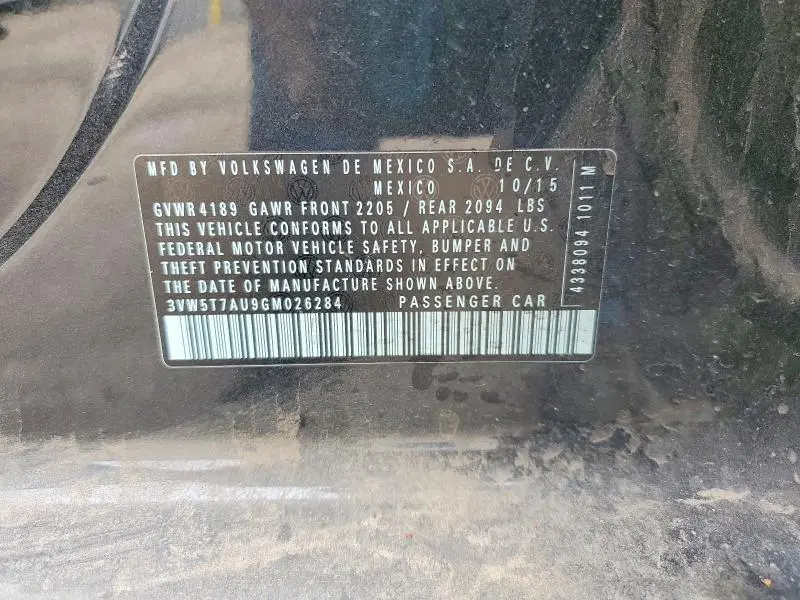 MFD BY VOLKSWAGEN DE MEXICO S.A. DE C.V.
MEXICO 10/15
GVWR 4189 GAWR FRONT 2205 / REAR 2094 LBS
THIS VEHICLE CONFORMS TO ALL APPLICABLE U.S.
FEDERAL MOTOR VEHICLE SAFETY, BUMPER AND
THEFT PREVENTION STANDARDS IN EFFECT ON
THE DATE OF MANUFACTURE SHOWN ABOVE.
3VW5T7AU9GM026284 PASSENGER CAR
4338094 1011 M